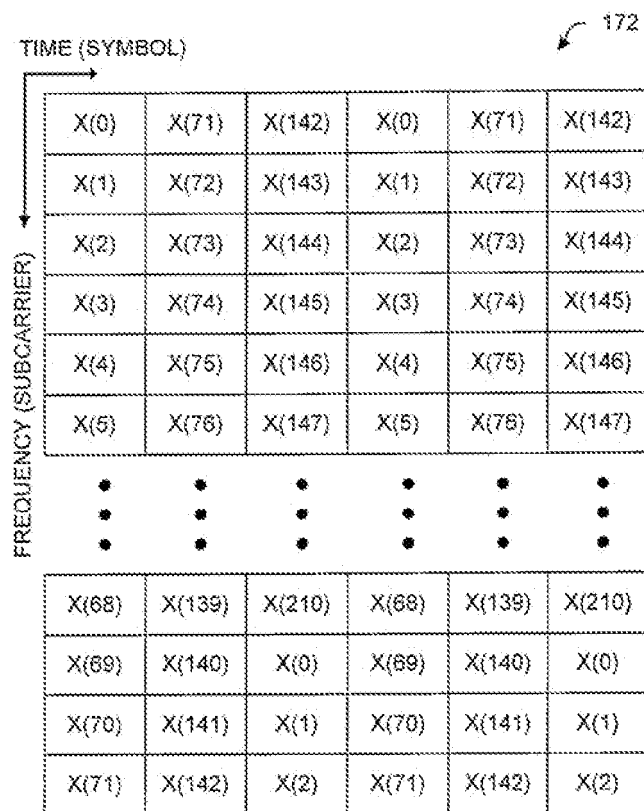 172
TIME (SYMBOL)
FREQUENCY (SUBCARRIER)
X(0) X(71) X(142) X(0) X(71) X(142)
X(1) X(72) X(143) X(1) X(72) X(143)
X(2) X(73) X(144) X(2) X(73) X(144)
X(3) X(74) X(145) X(3) X(74) X(145)
X(4) X(75) X(146) X(4) X(75) X(146)
X(5) X(76) X(147) X(5) X(76) X(147)
X(68) X(139) X(210) X(68) X(139) X(210)
X(69) X(140) X(0) X(69) X(140) X(0)
X(70) X(141) X(1) X(70) X(141) X(1)
X(71) X(142) X(2) X(71) X(142) X(2)